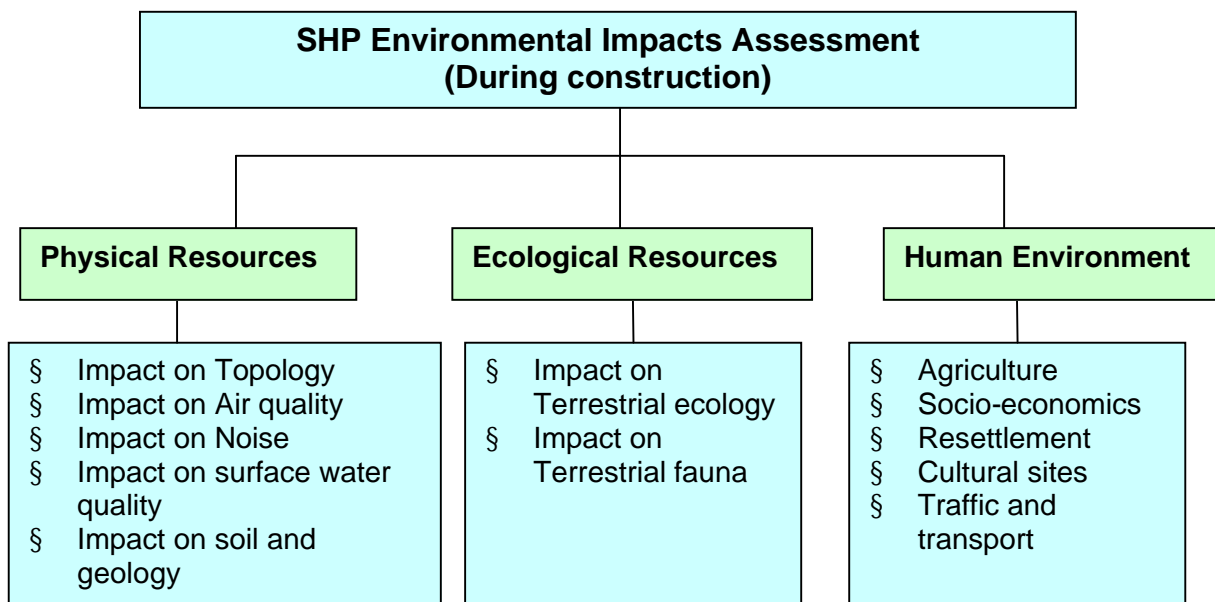 SHP Environmental Impacts Assessment
(During construction)
Physical Resources
Ecological Resources
Human Environment
§ Impact on Topology
§ Impact on Air quality
§ Impact on Noise
§ Impact on surface water
quality
§ Impact on soil and
geology
§ Impact on
Terrestrial ecology
§ Impact on
Terrestrial fauna
§ Agriculture
§ Socio-economics
§ Resettlement
§ Cultural sites
§ Traffic and
transport